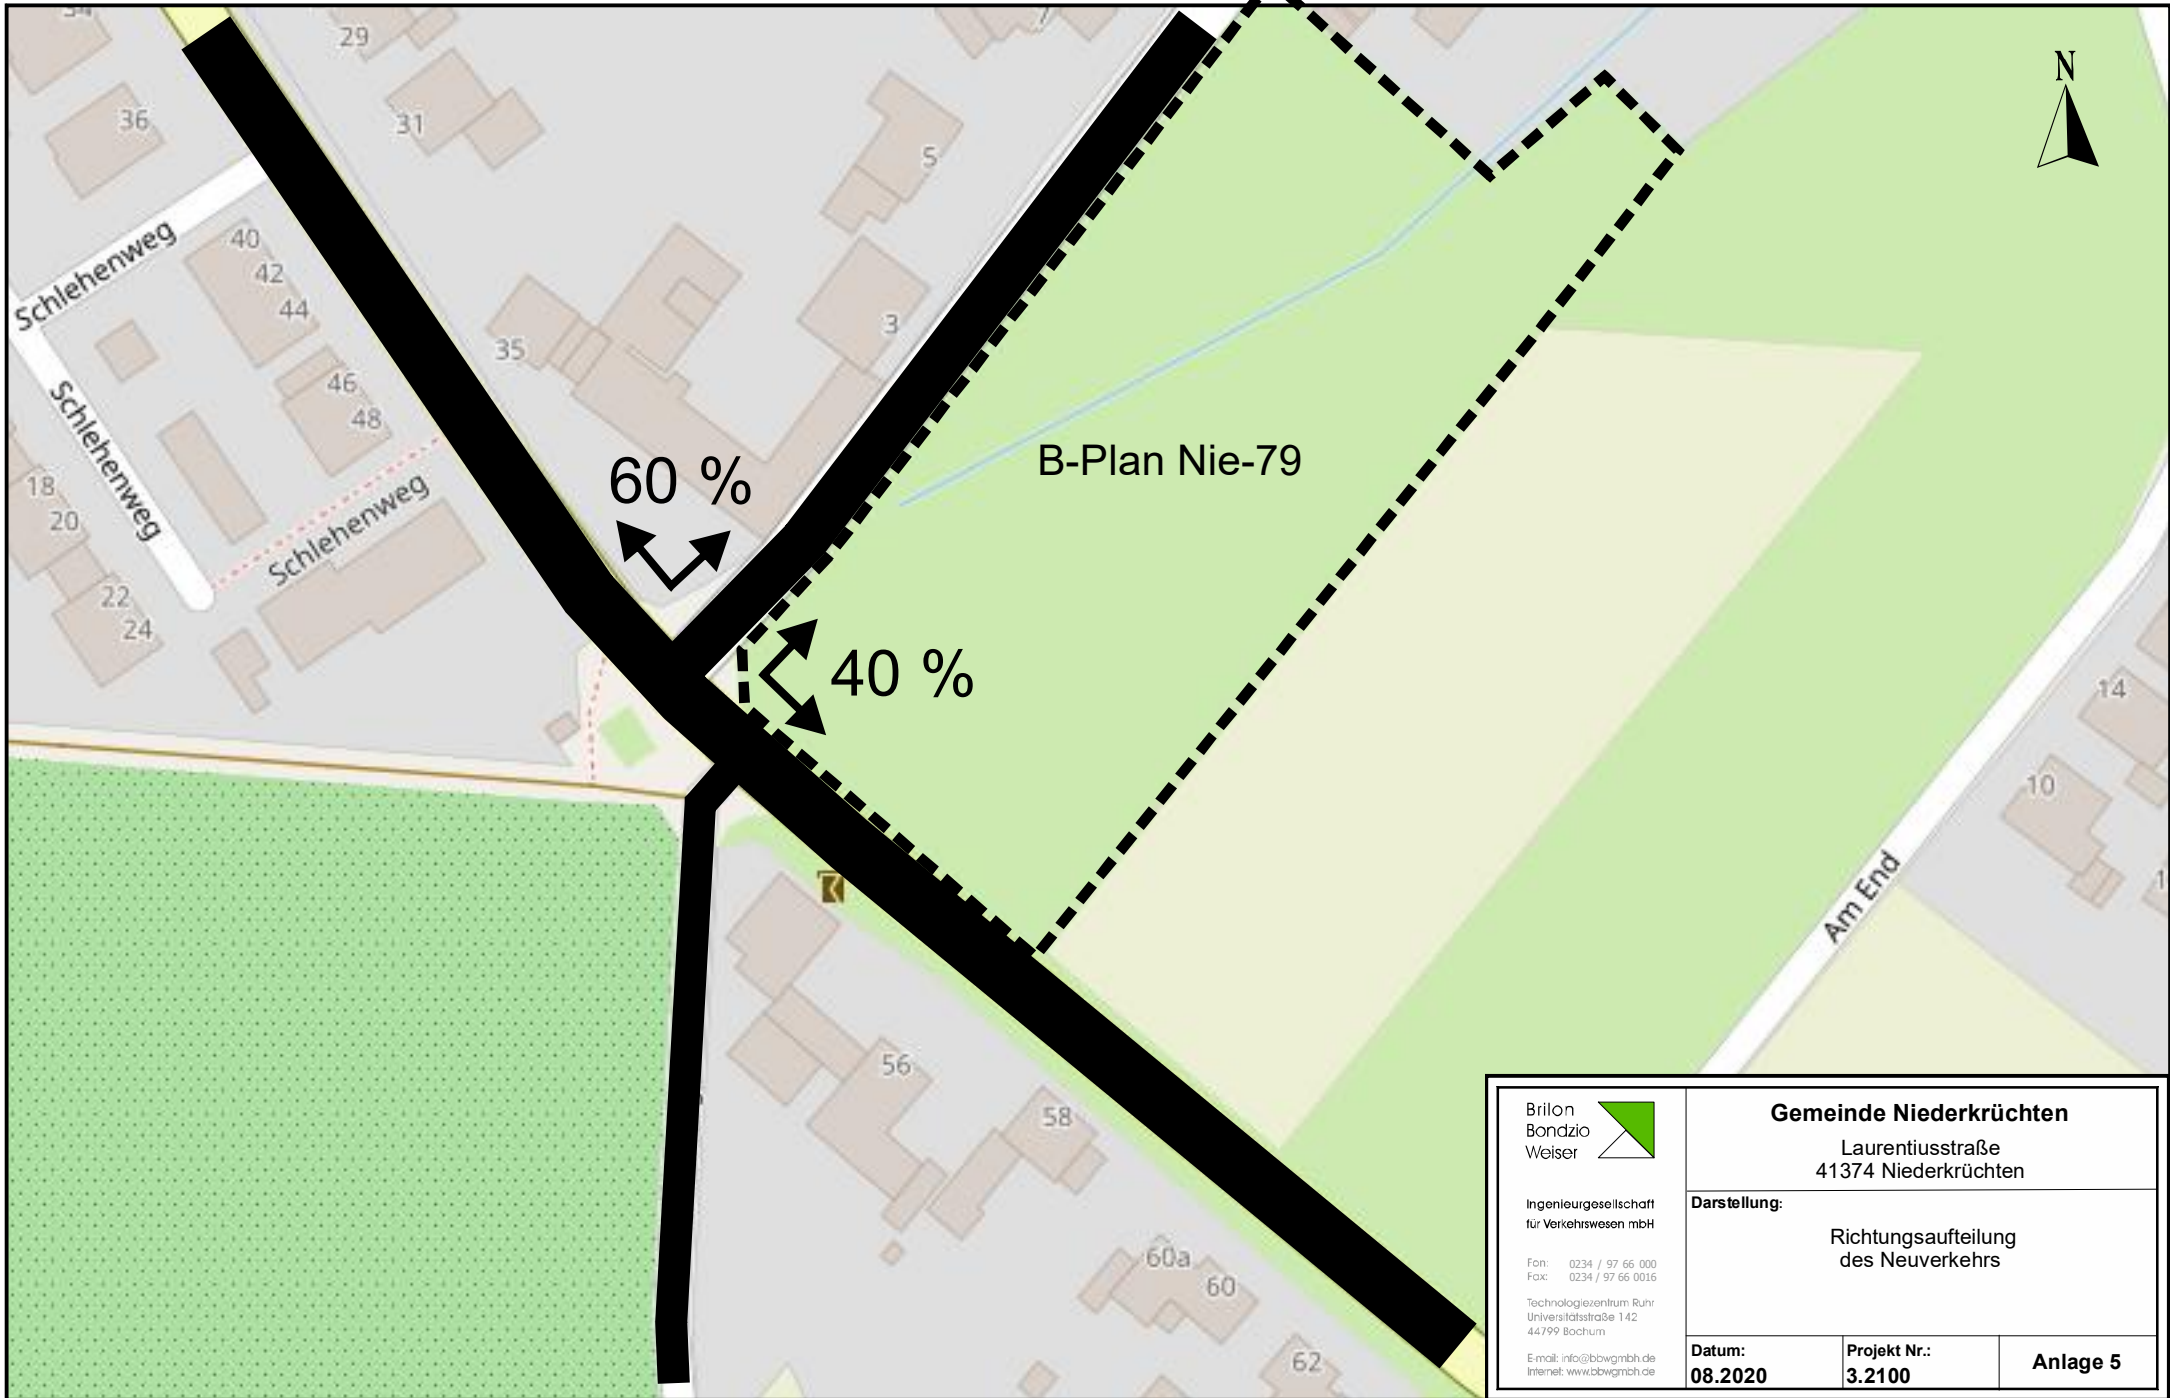 29
7
N
36
31
5
Schlehenweg
40
42
44
3
35
46
48
Schlehenweg
18
20
Schlehenweg
22
24
60 %
B-Plan Nie-79
40 %
14
10
Am End
56
58
60a
60
62
Brilon
Bondzio
Weiser
Ingenieurgesellschaft
für Verkehrswesen mbH
Fon: 0234 / 97 66 000
Fax: 0234 / 97 66 0016
Technologiezentrum Ruhr
Universitätsstraße 142
44799 Bochum
E-mail: info@bbwgmbh.de
Internet: www.bbwgmbh.de
Gemeinde Niederkrüchten
Laurentiusstraße
41374 Niederkrüchten
Darstellung:
Richtungsaufteilung
des Neuverkehrs
Datum:
08.2020
Projekt Nr.:
3.2100
Anlage 5